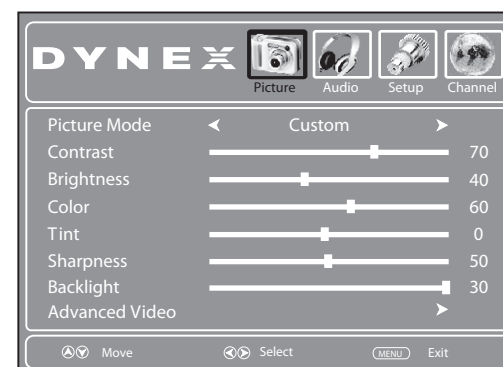 DYNEX
Picture Audio Setup Channel
Picture Mode Custom
Contrast 70
Brightness 40
Color 60
Tint 0
Sharpness 50
Backlight 30
Advanced Video
Move Select MENU Exit